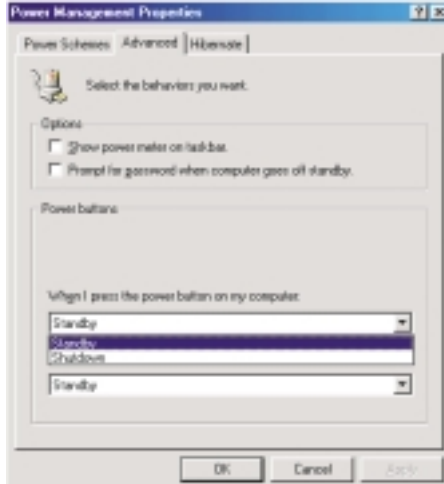 Power Management Properties
Power Schemes Advanced Hibernate
Select the behaviors you want.
Options
Show power meter on taskbar.
Prompt for password when computer goes off standby.
Power buttons
When I press the power button on my computer:
Standby
Standby
Shutdown
Standby
OK Cancel Apply